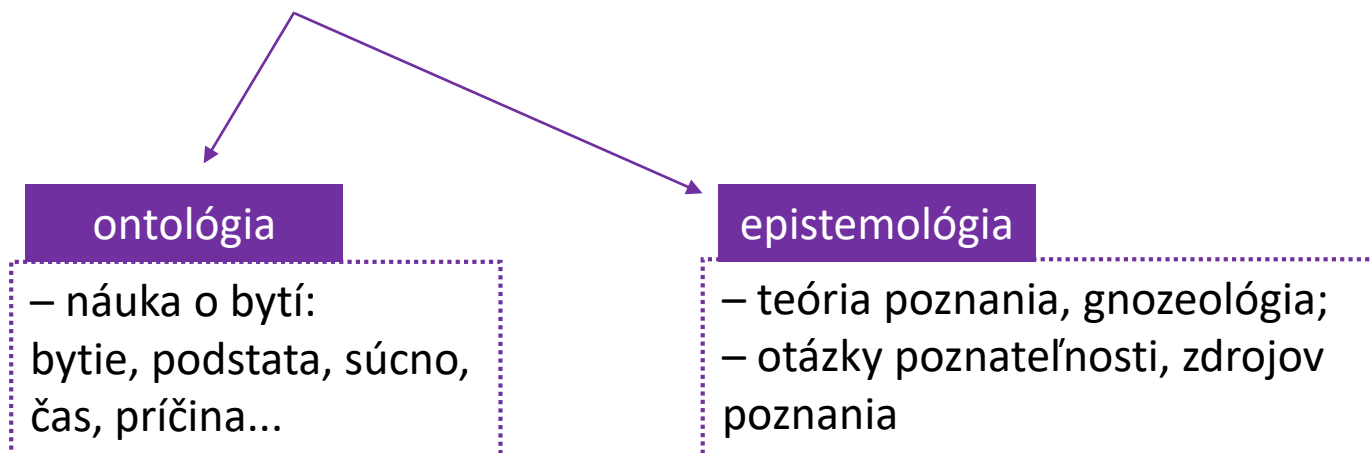 ontológia
– náuka o bytí:
bytie, podstata, súcno,
čas, príčina...
epistemológia
– teória poznania, gnozeológia;
– otázky poznateľnosti, zdrojov
poznania